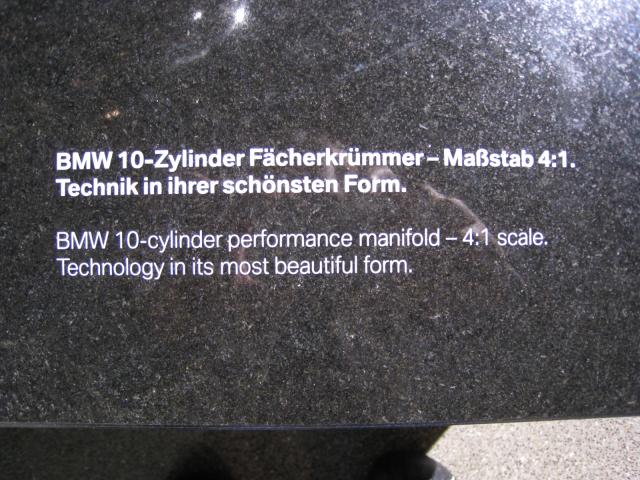 BMW 10-Zylinder Fächerkrümmer – Maßstab 4:1.
Technik in ihrer schönsten Form.
BMW 10-cylinder performance manifold – 4:1 scale.
Technology in its most beautiful form.